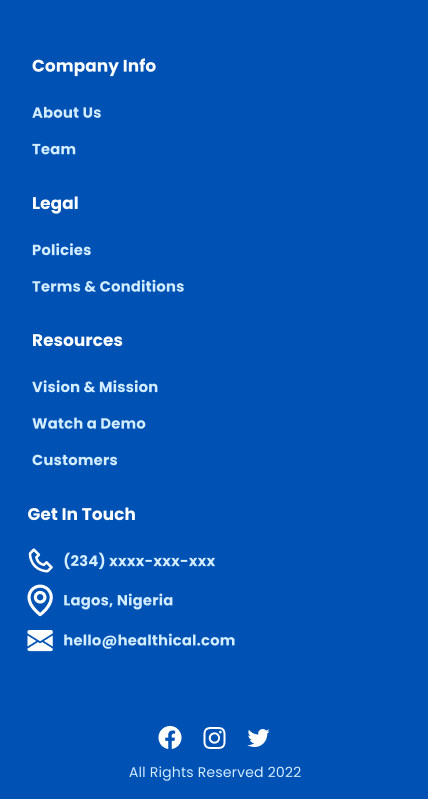 Company Info
About Us
Team
Legal
Policies
Terms & Conditions
Resources
Vision & Mission
Watch a Demo
Customers
Get In Touch
(234) xxxx-xxx-xxx
Lagos, Nigeria
hello@healthical.com
All Rights Reserved 2022